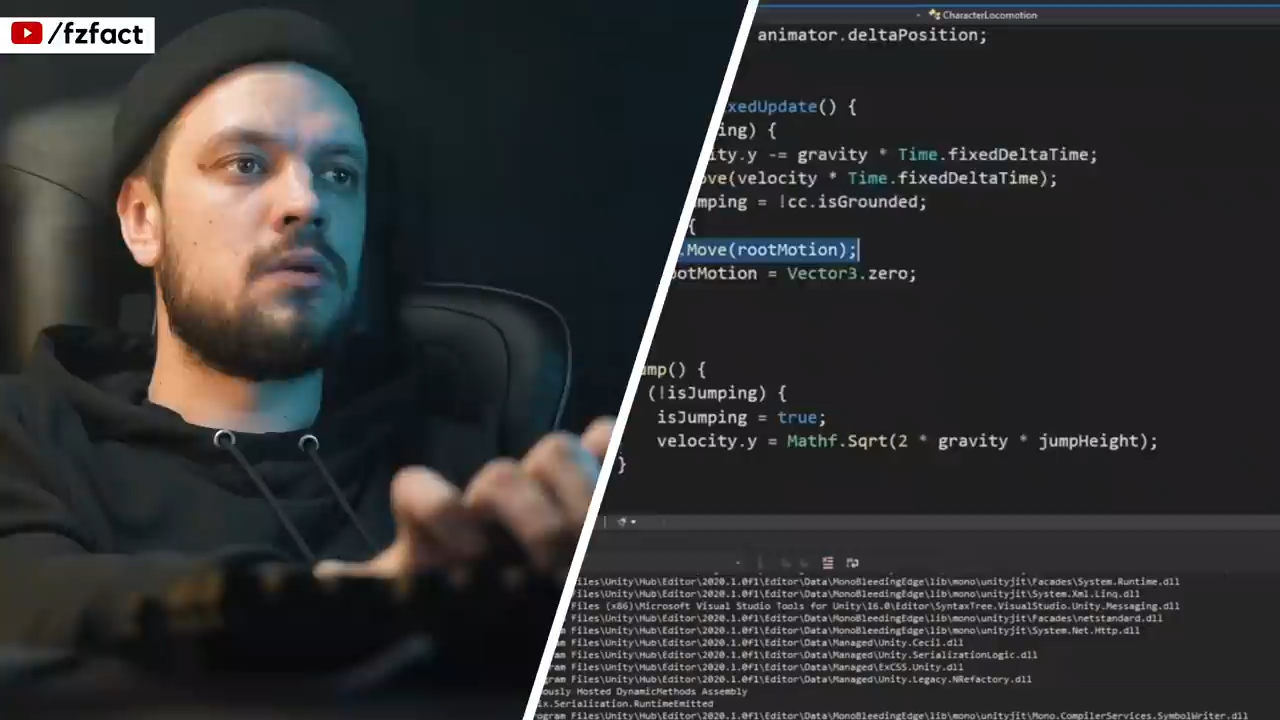 /fzfact
CharacterLocomotion
animator.deltaPosition;
xedUpdate() {
ing) {
ity.y -= gravity * Time.fixedDeltaTime;
ove(velocity * Time.fixedDeltaTime);
mping = !cc.isGrounded;
{
.Move(rootMotion);
ootMotion = Vector3.zero;
ump() {
(!isJumping) {
isJumping = true;
velocity.y = Mathf.Sqrt(2 * gravity * jumpHeight);
}
iles\Unity\Hub\Editor\2020.1.0f1\Editor\Data\MonoBleedingEdge\lib\mono\unityjit\Facades\System.Runtime.dll
Files\Unity\Hub\Editor\2020.1.0f1\Editor\Data\MonoBleedingEdge\lib\mono\unityjit\System.Xml.Linq.dll
Files (x86)\Microsoft Visual Studio Tools for Unity\16.0\Editor\SyntaxTree.VisualStudio.Unity.Messaging.dll
Files\Unity\Hub\Editor\2020.1.0f1\Editor\Data\MonoBleedingEdge\lib\mono\unityjit\Facades\netstandard.dll
Files\Unity\Hub\Editor\2020.1.0f1\Editor\Data\MonoBleedingEdge\lib\mono\unityjit\System.Net.Http.dll
ram Files\Unity\Hub\Editor\2020.1.0f1\Editor\Data\Managed\Unity.Cecil.dll
ram Files\Unity\Hub\Editor\2020.1.0f1\Editor\Data\Managed\Unity.SerializationLogic.dll
gram Files\Unity\Hub\Editor\2020.1.0f1\Editor\Data\Managed\ExCSS.Unity.dll
gram Files\Unity\Hub\Editor\2020.1.0f1\Editor\Data\Managed\Unity.Legacy.NRefactory.dll
ously Hosted DynamicMethods Assembly
ix.Serialization.RuntimeEmitted
rogram Files\Unity\Hub\Editor\2020.1.0f1\Editor\Data\Managed\Unity\Mono.CompilerServices.SymbolWriter.dll